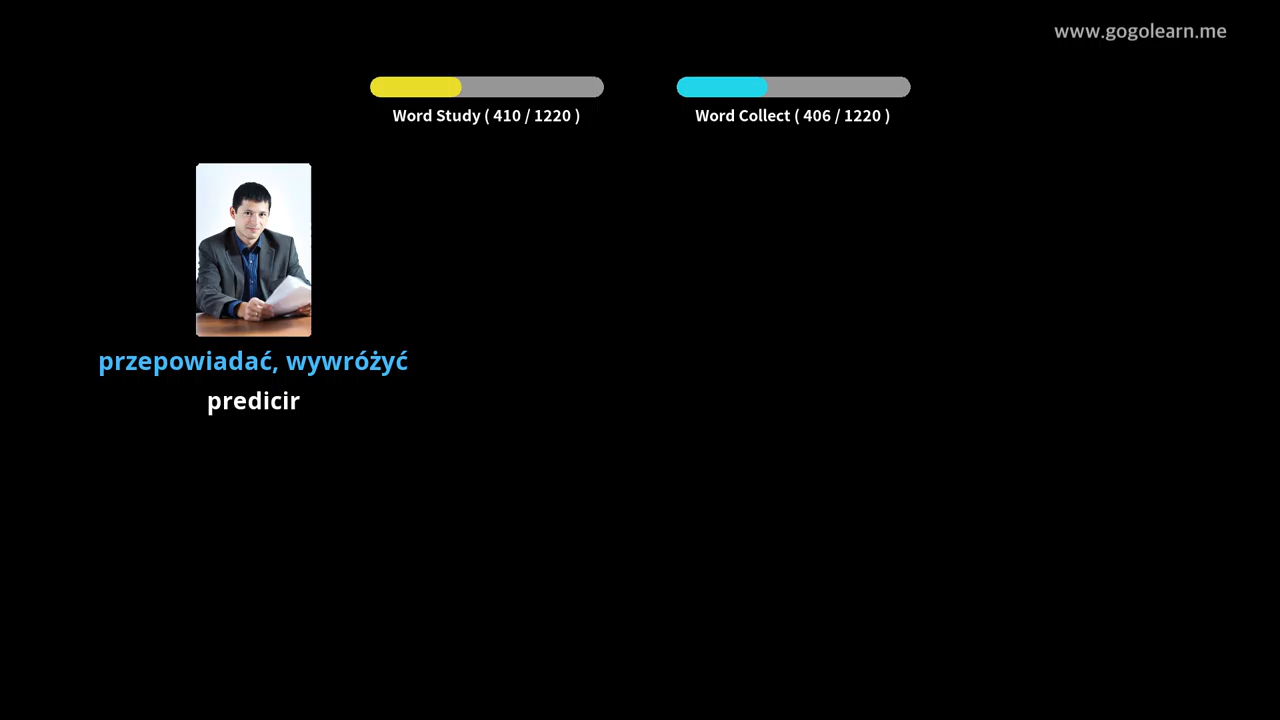 www.gogolearn.me
Word Study ( 410 / 1220 )
Word Collect ( 406 / 1220 )
przepowiadać, wywróżyć
predicir